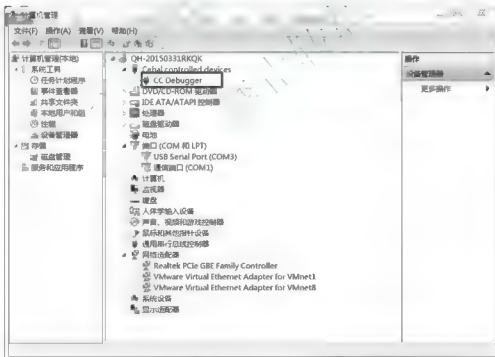 计算机管理
文件(F) 操作(A) 查看(V) 帮助(H)
计算机管理(本地)
系统工具
任务计划程序
事件查看器
共享文件夹
本地用户和组
性能
设备管理器
存储
磁盘管理
服务和应用程序
QH-20150331RKQK
Cebal controlled devices
CC Debugger
DVD/CD-ROM 驱动器
IDE ATA/ATAPI 控制器
处理器
磁盘驱动器
电池
端口 (COM 和 LPT)
USB Serial Port (COM3)
通信端口 (COM1)
计算机
监视器
键盘
人体学输入设备
声音、视频和游戏控制器
鼠标和其他指针设备
通用串行总线控制器
网络适配器
Realtek PCIe GBE Family Controller
VMware Virtual Ethernet Adapter for VMnet1
VMware Virtual Ethernet Adapter for VMnet8
系统设备
显示适配器
操作
设备管理器
更多操作